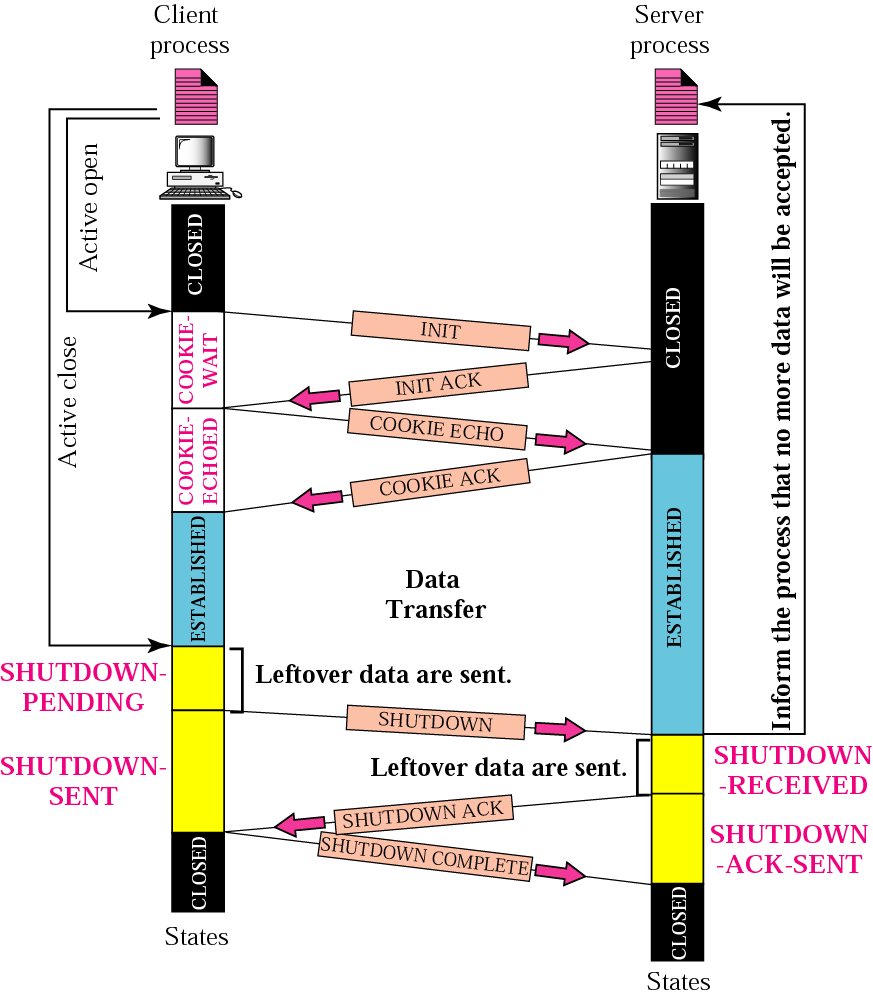 Client
process
Server
process
Active open
Active close
CLOSED
COOKIE-
WAIT
COOKIE-
ECHOED
ESTABLISHED
SHUTDOWN-
PENDING
SHUTDOWN-
SENT
CLOSED
States
INIT
INIT ACK
COOKIE ECHO
COOKIE ACK
Data
Transfer
Leftover data are sent.
SHUTDOWN
Leftover data are sent.
SHUTDOWN ACK
SHUTDOWN COMPLETE
CLOSED
ESTABLISHED
SHUTDOWN
-RECEIVED
SHUTDOWN
-ACK-SENT
CLOSED
States
Inform the process that no more data will be accepted.